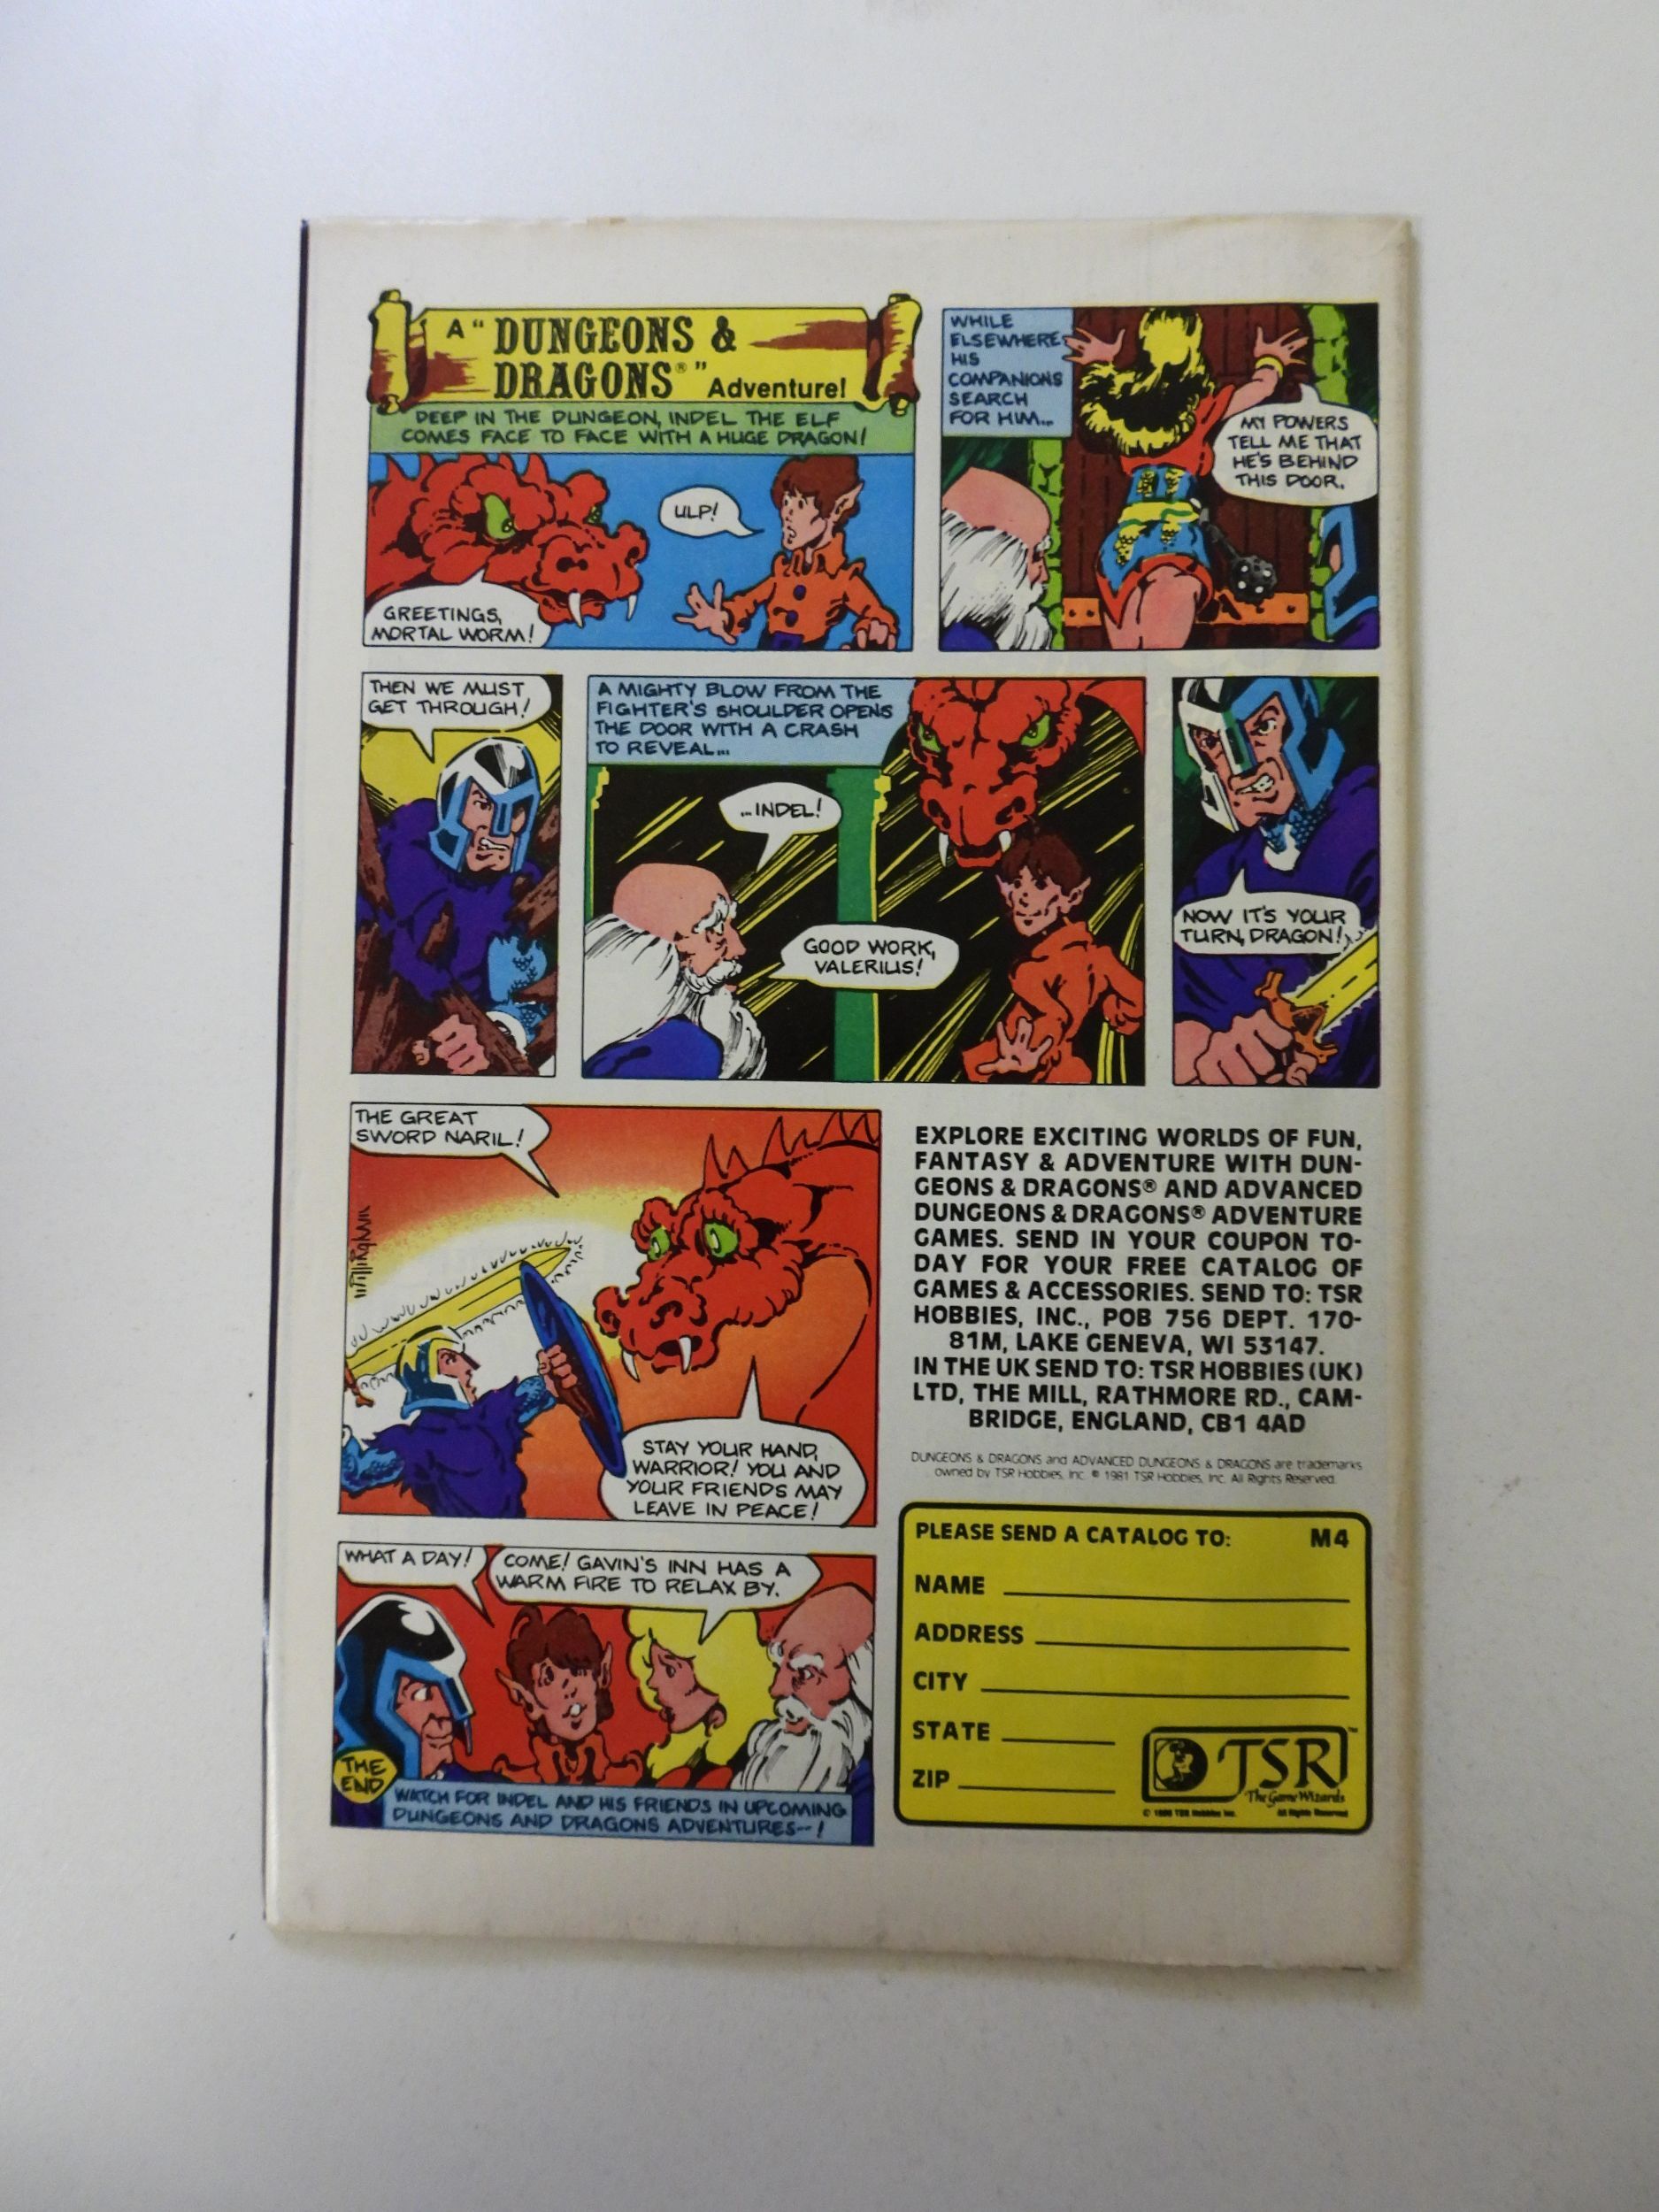 A "DUNGEONS &
DRAGONS®" Adventure!
DEEP IN THE DUNGEON, INDEL THE ELF
COMES FACE TO FACE WITH A HUGE DRAGON!
ULP!
GREETINGS,
MORTAL WORM!
WHILE
ELSEWHERE
HIS
COMPANIONS
SEARCH
FOR HIM...
MY POWERS
TELL ME THAT
HE'S BEHIND
THIS DOOR.
THEN WE MUST
GET THROUGH!
A MIGHTY BLOW FROM THE
FIGHTER'S SHOULDER OPENS
THE DOOR WITH A CRASH
TO REVEAL...
...INDEL!
GOOD WORK,
VALERIUS!
NOW IT'S YOUR
TURN, DRAGON!
THE GREAT
SWORD NARIL!
STAY YOUR HAND,
WARRIOR! YOU AND
YOUR FRIENDS MAY
LEAVE IN PEACE!
WHAT A DAY!
COME! GAVIN'S INN HAS A
WARM FIRE TO RELAX BY.
THE
END
WATCH FOR INDEL AND HIS FRIENDS IN UPCOMING
DUNGEONS AND DRAGONS ADVENTURES--!
EXPLORE EXCITING WORLDS OF FUN,
FANTASY & ADVENTURE WITH DUN-
GEONS & DRAGONS® AND ADVANCED
DUNGEONS & DRAGONS® ADVENTURE
GAMES. SEND IN YOUR COUPON TO-
DAY FOR YOUR FREE CATALOG OF
GAMES & ACCESSORIES. SEND TO: TSR
HOBBIES, INC., POB 756 DEPT. 170-
81M, LAKE GENEVA, WI 53147.
IN THE UK SEND TO: TSR HOBBIES (UK)
LTD, THE MILL, RATHMORE RD., CAM-
BRIDGE, ENGLAND, CB1 4AD
DUNGEONS & DRAGONS and ADVANCED DUNGEONS & DRAGONS are trademarks
owned by TSR Hobbies, Inc. © 1981 TSR Hobbies, Inc. All Rights Reserved.
PLEASE SEND A CATALOG TO: M4
NAME
ADDRESS
CITY
STATE
ZIP
TSR™
The Game Wizards
© 1980 TSR Hobbies Inc. All Rights Reserved